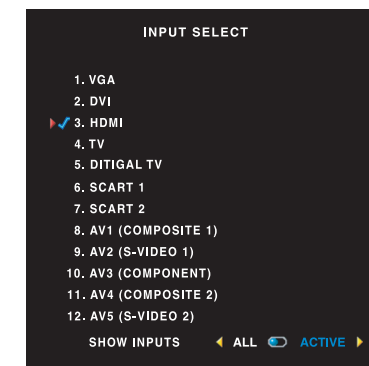 INPUT SELECT
1. VGA
2. DVI
3. HDMI
4. TV
5. DITIGAL TV
6. SCART 1
7. SCART 2
8. AV1 (COMPOSITE 1)
9. AV2 (S-VIDEO 1)
10. AV3 (COMPONENT)
11. AV4 (COMPOSITE 2)
12. AV5 (S-VIDEO 2)
SHOW INPUTS ALL ACTIVE